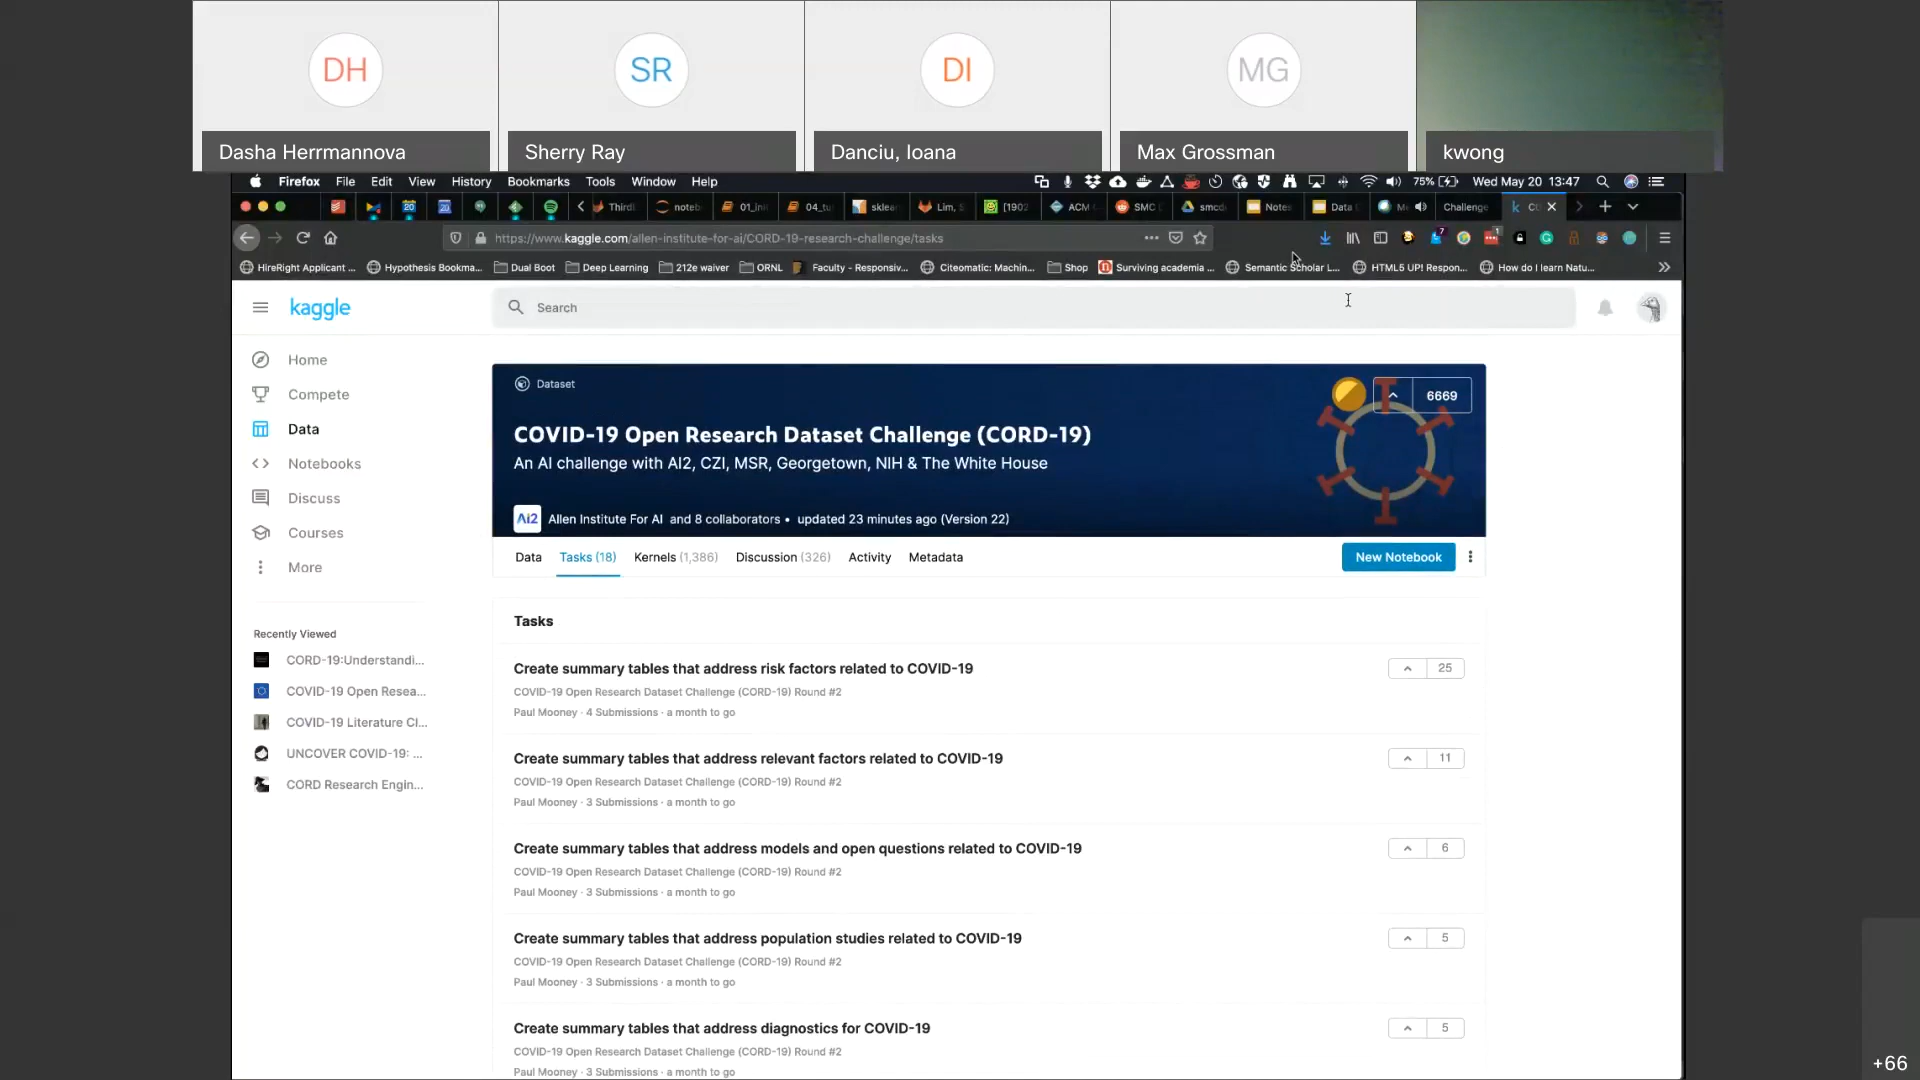 DH
SR
DI
MG
Dasha Herrmannova
Sherry Ray
Danciu, Ioana
Max Grossman
kwong
Firefox File Edit View History Bookmarks Tools Window Help
75% Wed May 20 13:47
Third
noteb
01_ini
04_tu
sklea
Lim, S
[1902
ACM
SMC
smcd
Notes
Data
Challenge
https://www.kaggle.com/allen-institute-for-ai/CORD-19-research-challenge/tasks
HireRight Applicant ...
Hypothesis Bookma...
Dual Boot
Deep Learning
212e waiver
ORNL
Faculty - Responsiv...
Citeomatic: Machin...
Shop
Surviving academia ...
Semantic Scholar L...
HTML5 UP! Respon...
How do I learn Natu...
kaggle
Search
Home
Compete
Data
Notebooks
Discuss
Courses
More
Recently Viewed
CORD-19:Understandi...
COVID-19 Open Resea...
COVID-19 Literature Cl...
UNCOVER COVID-19: ...
CORD Research Engin...
Dataset
6669
COVID-19 Open Research Dataset Challenge (CORD-19)
An AI challenge with AI2, CZI, MSR, Georgetown, NIH & The White House
Ai2 Allen Institute For AI and 8 collaborators • updated 23 minutes ago (Version 22)
Data Tasks (18) Kernels (1,386) Discussion (326) Activity Metadata
New Notebook
Tasks
Create summary tables that address risk factors related to COVID-19
25
COVID-19 Open Research Dataset Challenge (CORD-19) Round #2
Paul Mooney · 4 Submissions · a month to go
Create summary tables that address relevant factors related to COVID-19
11
COVID-19 Open Research Dataset Challenge (CORD-19) Round #2
Paul Mooney · 3 Submissions · a month to go
Create summary tables that address models and open questions related to COVID-19
6
COVID-19 Open Research Dataset Challenge (CORD-19) Round #2
Paul Mooney · 3 Submissions · a month to go
Create summary tables that address population studies related to COVID-19
5
COVID-19 Open Research Dataset Challenge (CORD-19) Round #2
Paul Mooney · 3 Submissions · a month to go
Create summary tables that address diagnostics for COVID-19
5
COVID-19 Open Research Dataset Challenge (CORD-19) Round #2
Paul Mooney · 3 Submissions · a month to go
+66